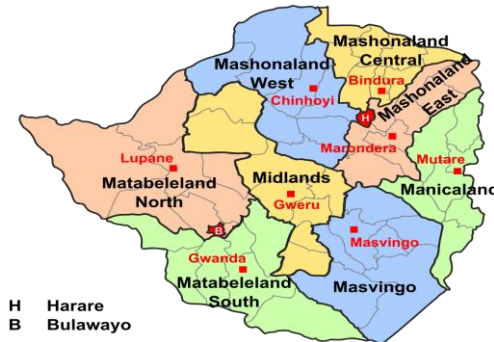 Mashonaland
Central
Bindura
Mashonaland
West
Chinhoyi
Mashonaland
East
H
Marondera
Lupane
Matabeleland
North
Midlands
Gweru
Mutare
Manicaland
B
Masvingo
Gwanda
Matabeleland
South
Masvingo
H Harare
B Bulawayo